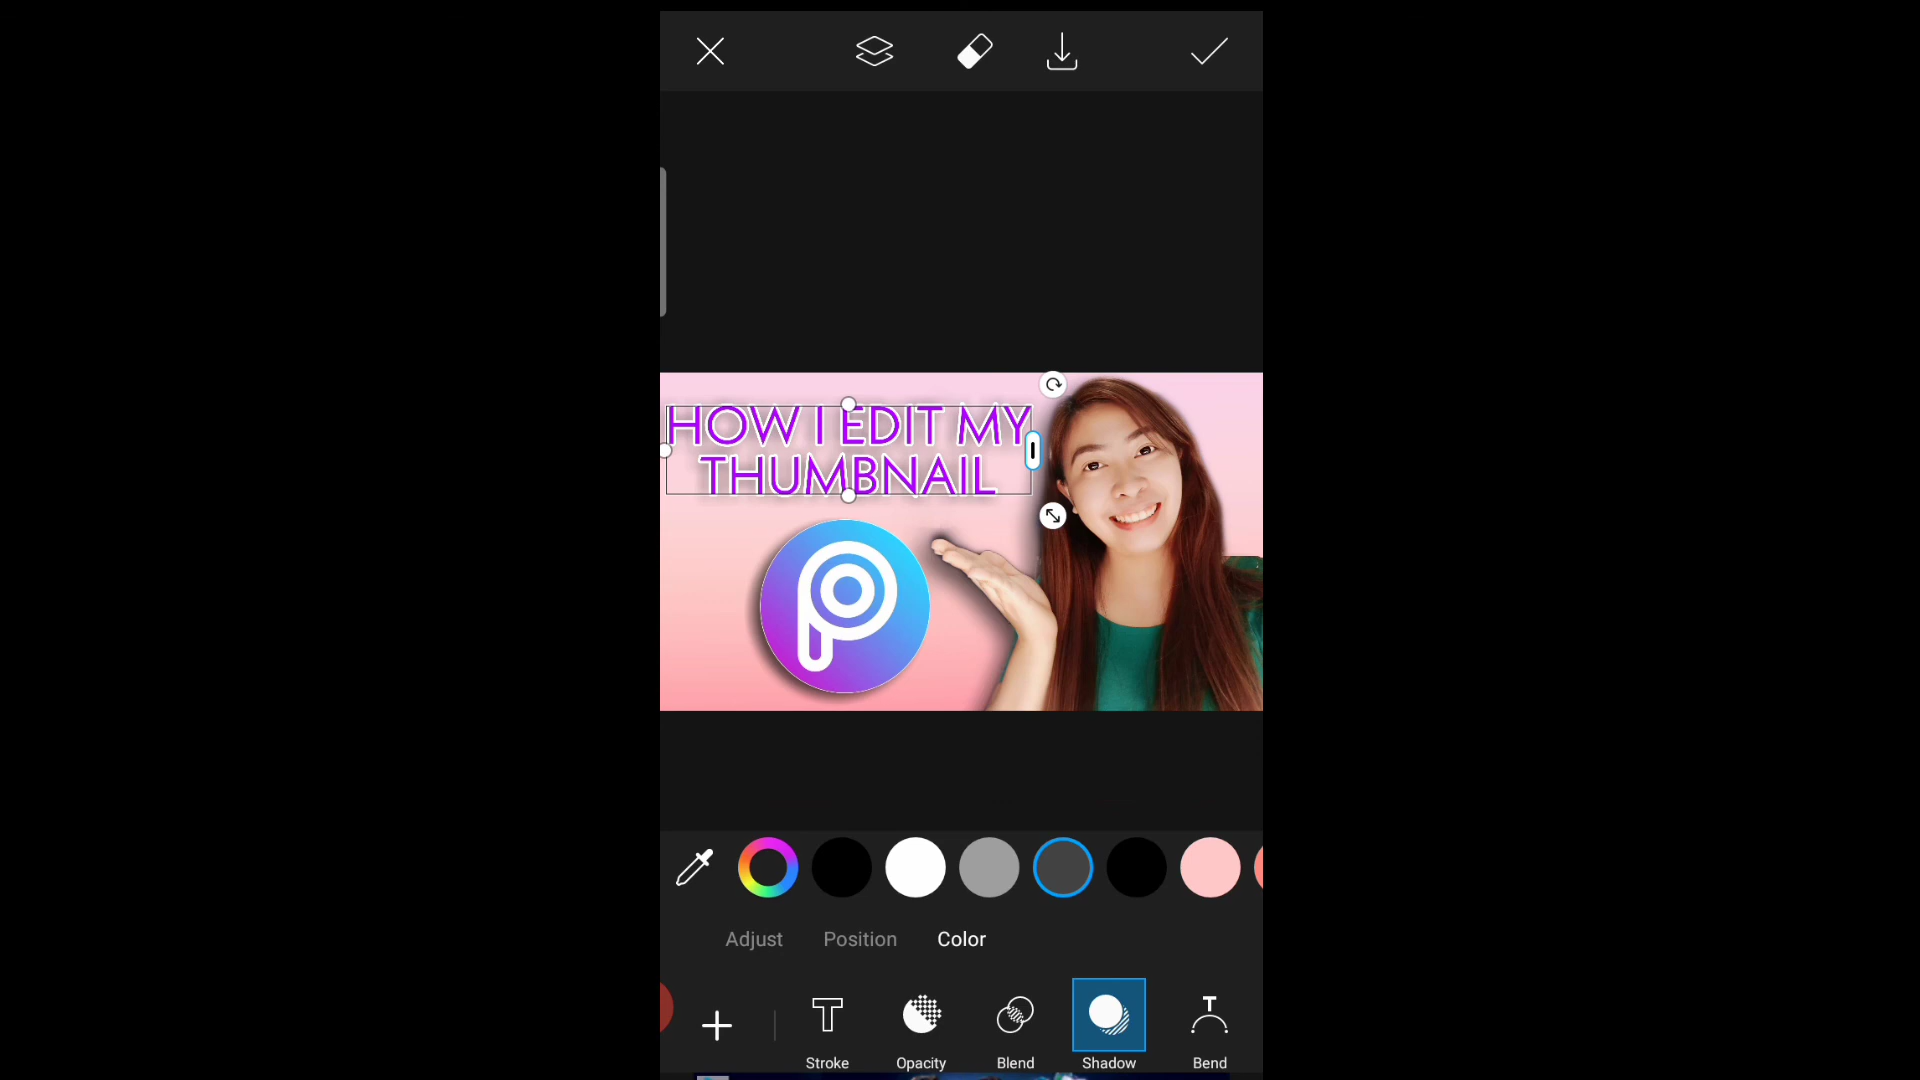 HOW I EDIT MY
THUMBNAIL
Adjust Position Color
Stroke Opacity Blend Shadow Bend